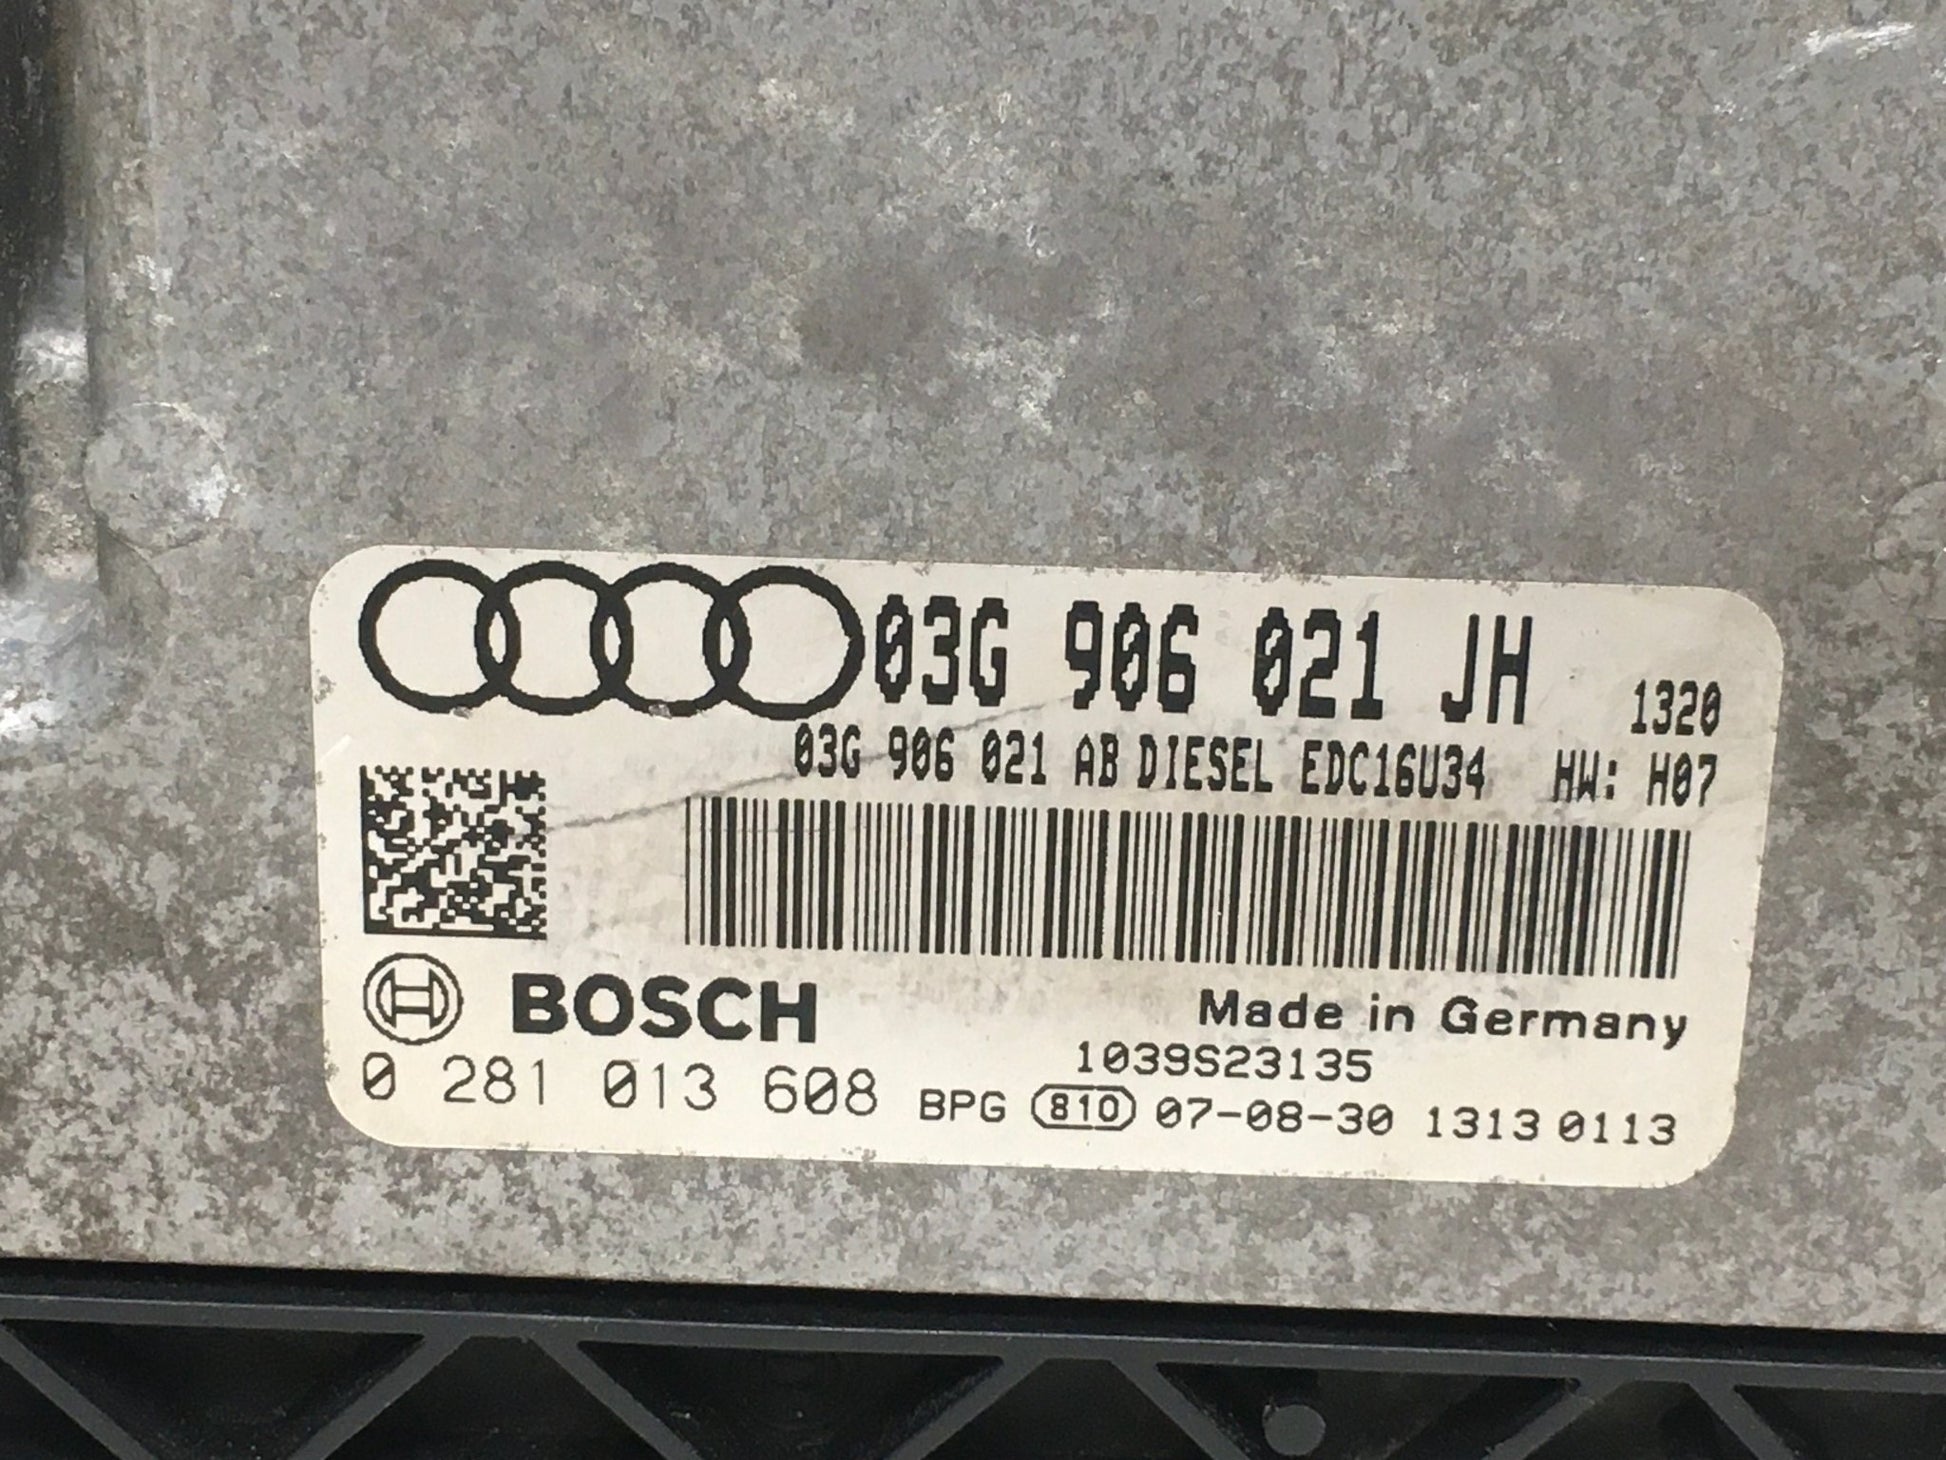 03G 906 021 JH 1320
03G 906 021 AB DIESEL EDC16U34 HW: H07
BOSCH
Made in Germany
1039S23135
0 281 013 608 BPG 810 07-08-30 1313 0113